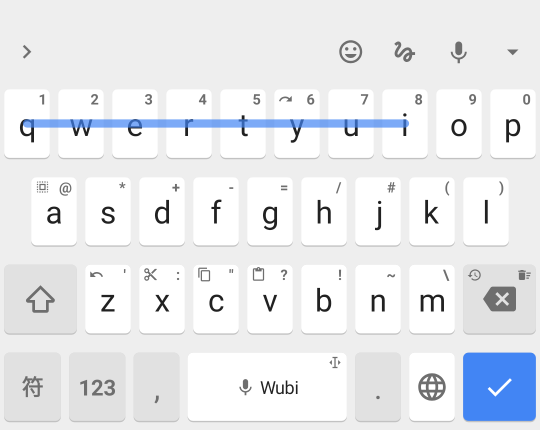 1 2 3 4 5 6 7 8 9 0
q w e r t y u i o p
@ * + - = / # ( )
a s d f g h j k l
' : " ? ! ~ \
z x c v b n m
符 123 , Wubi .